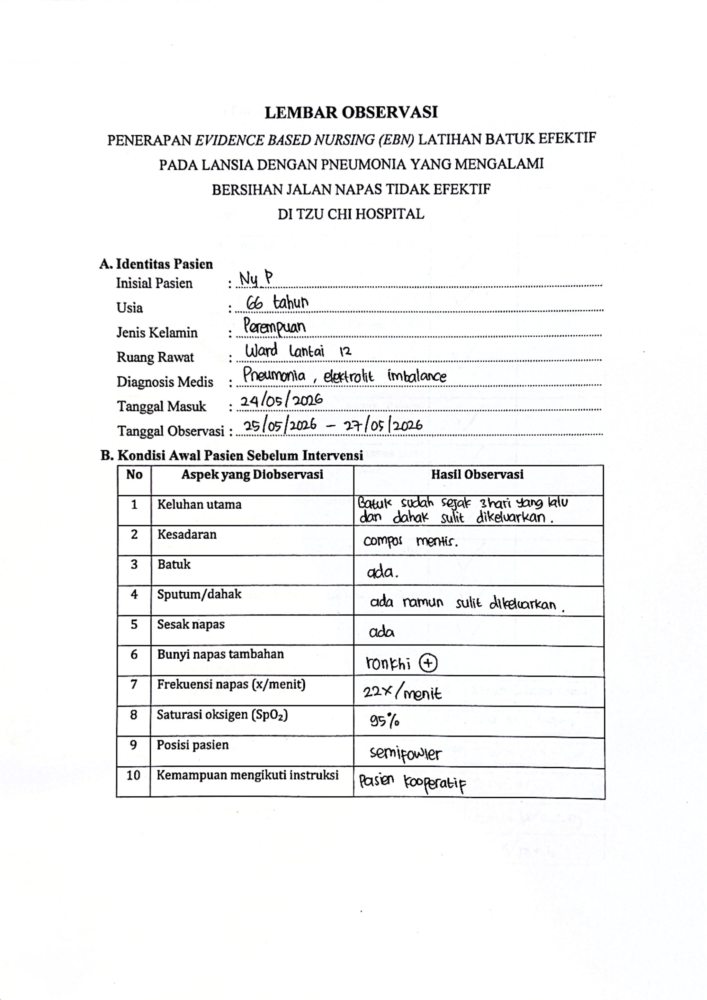 LEMBAR OBSERVASI
PENERAPAN EVIDENCE BASED NURSING (EBN) LATIHAN BATUK EFEKTIF
PADA LANSIA DENGAN PNEUMONIA YANG MENGALAMI
BERSIHAN JALAN NAPAS TIDAK EFEKTIF
DI TZU CHI HOSPITAL
A. Identitas Pasien
Inisial Pasien : Ny P
Usia : 66 tahun
Jenis Kelamin : Perempuan
Ruang Rawat : Ward Lantai 12
Diagnosis Medis : Pneumonia, elektrolit imbalance
Tanggal Masuk : 24/05/2026
Tanggal Observasi : 25/05/2026 – 27/05/2026
B. Kondisi Awal Pasien Sebelum Intervensi
No Aspek yang Diobservasi Hasil Observasi
1 Keluhan utama Batuk sudah sejak 3 hari yang lalu
dan dahak sulit dikeluarkan.
2 Kesadaran compos mentis.
3 Batuk ada.
4 Sputum/dahak ada namun sulit dikeluarkan.
5 Sesak napas ada
6 Bunyi napas tambahan ronkhi ⊕
7 Frekuensi napas (x/menit) 22x/menit
8 Saturasi oksigen (SpO₂) 95%
9 Posisi pasien semifowler
10 Kemampuan mengikuti instruksi Pasien kooperatif